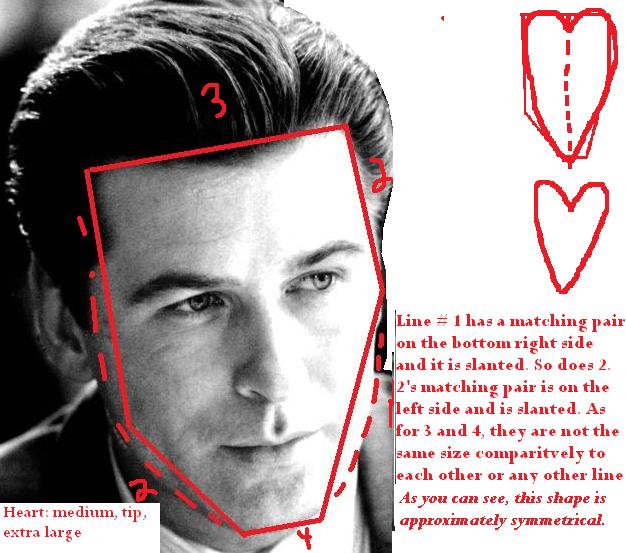 3
2
Line # 1 has a matching pair
on the bottom right side
and it is slanted. So does 2.
2's matching pair is on the
left side and is slanted. As
for 3 and 4, they are not the
same size comparitvely to
each other or any other line
As you can see, this shape is
approximately symmetrical.
2
Heart: medium, tip,
extra large
4